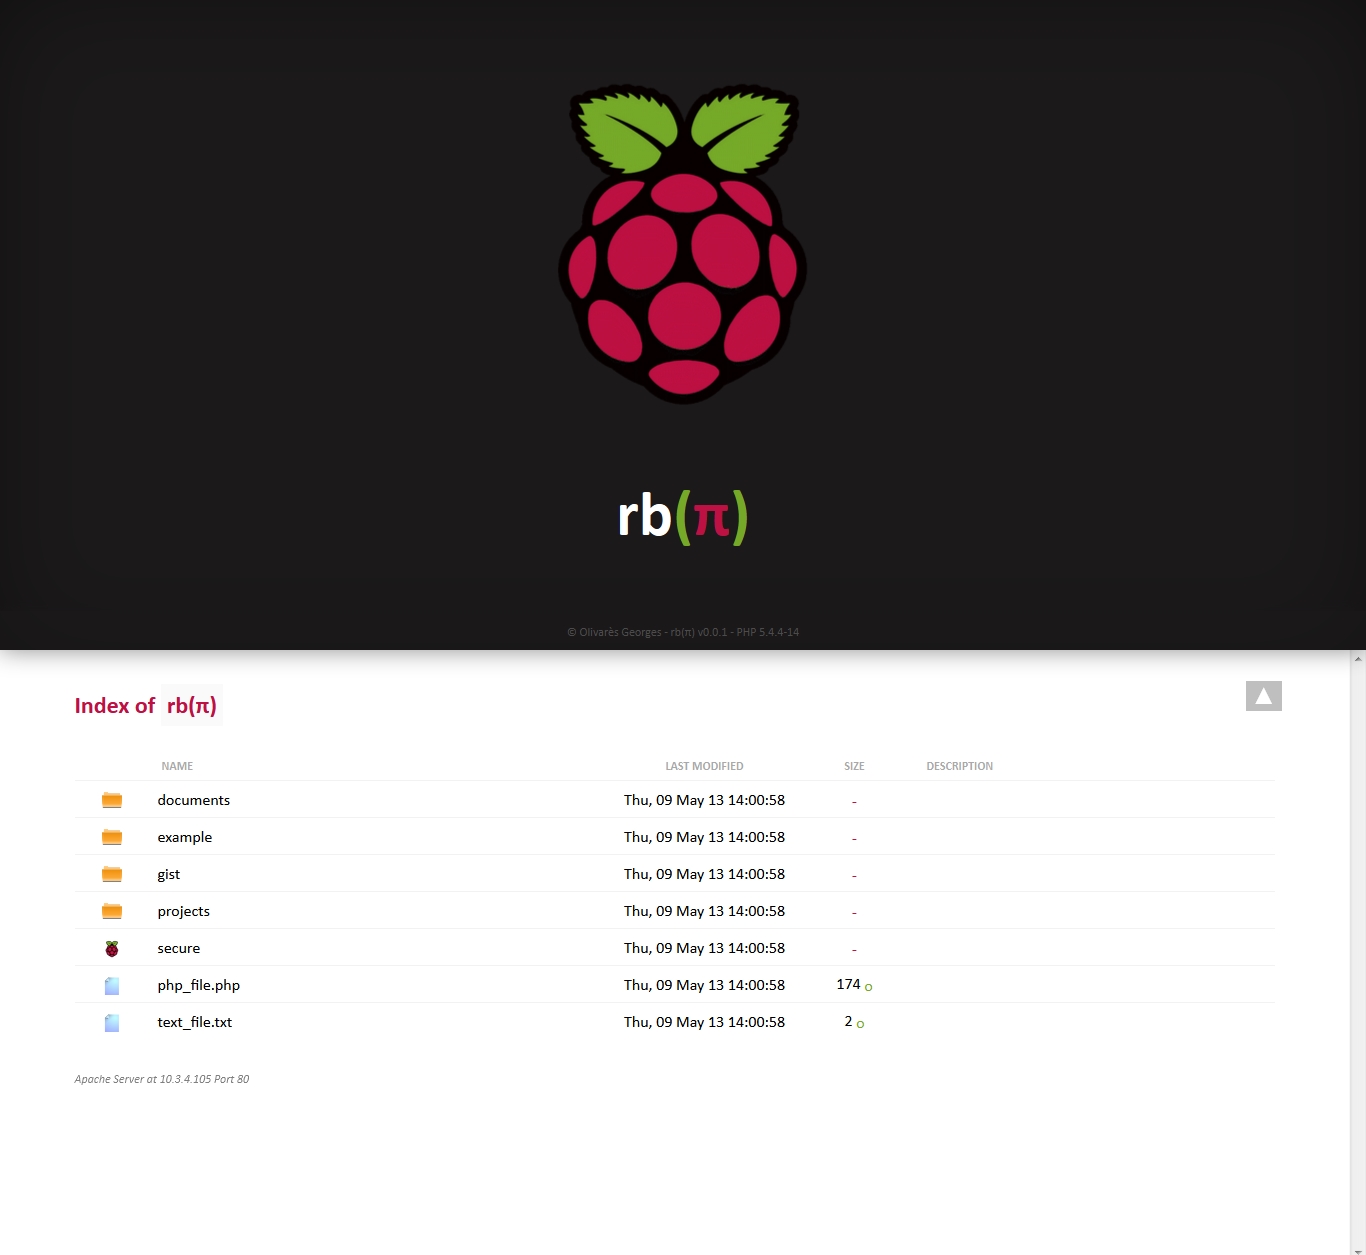 rb(π)
© Olivarès Georges - rb(π) v0.0.1 - PHP 5.4.4-14
Index of rb(π)
NAME LAST MODIFIED SIZE DESCRIPTION
documents Thu, 09 May 13 14:00:58 -
example Thu, 09 May 13 14:00:58 -
gist Thu, 09 May 13 14:00:58 -
projects Thu, 09 May 13 14:00:58 -
secure Thu, 09 May 13 14:00:58 -
php_file.php Thu, 09 May 13 14:00:58 174 o
text_file.txt Thu, 09 May 13 14:00:58 2 o
Apache Server at 10.3.4.105 Port 80